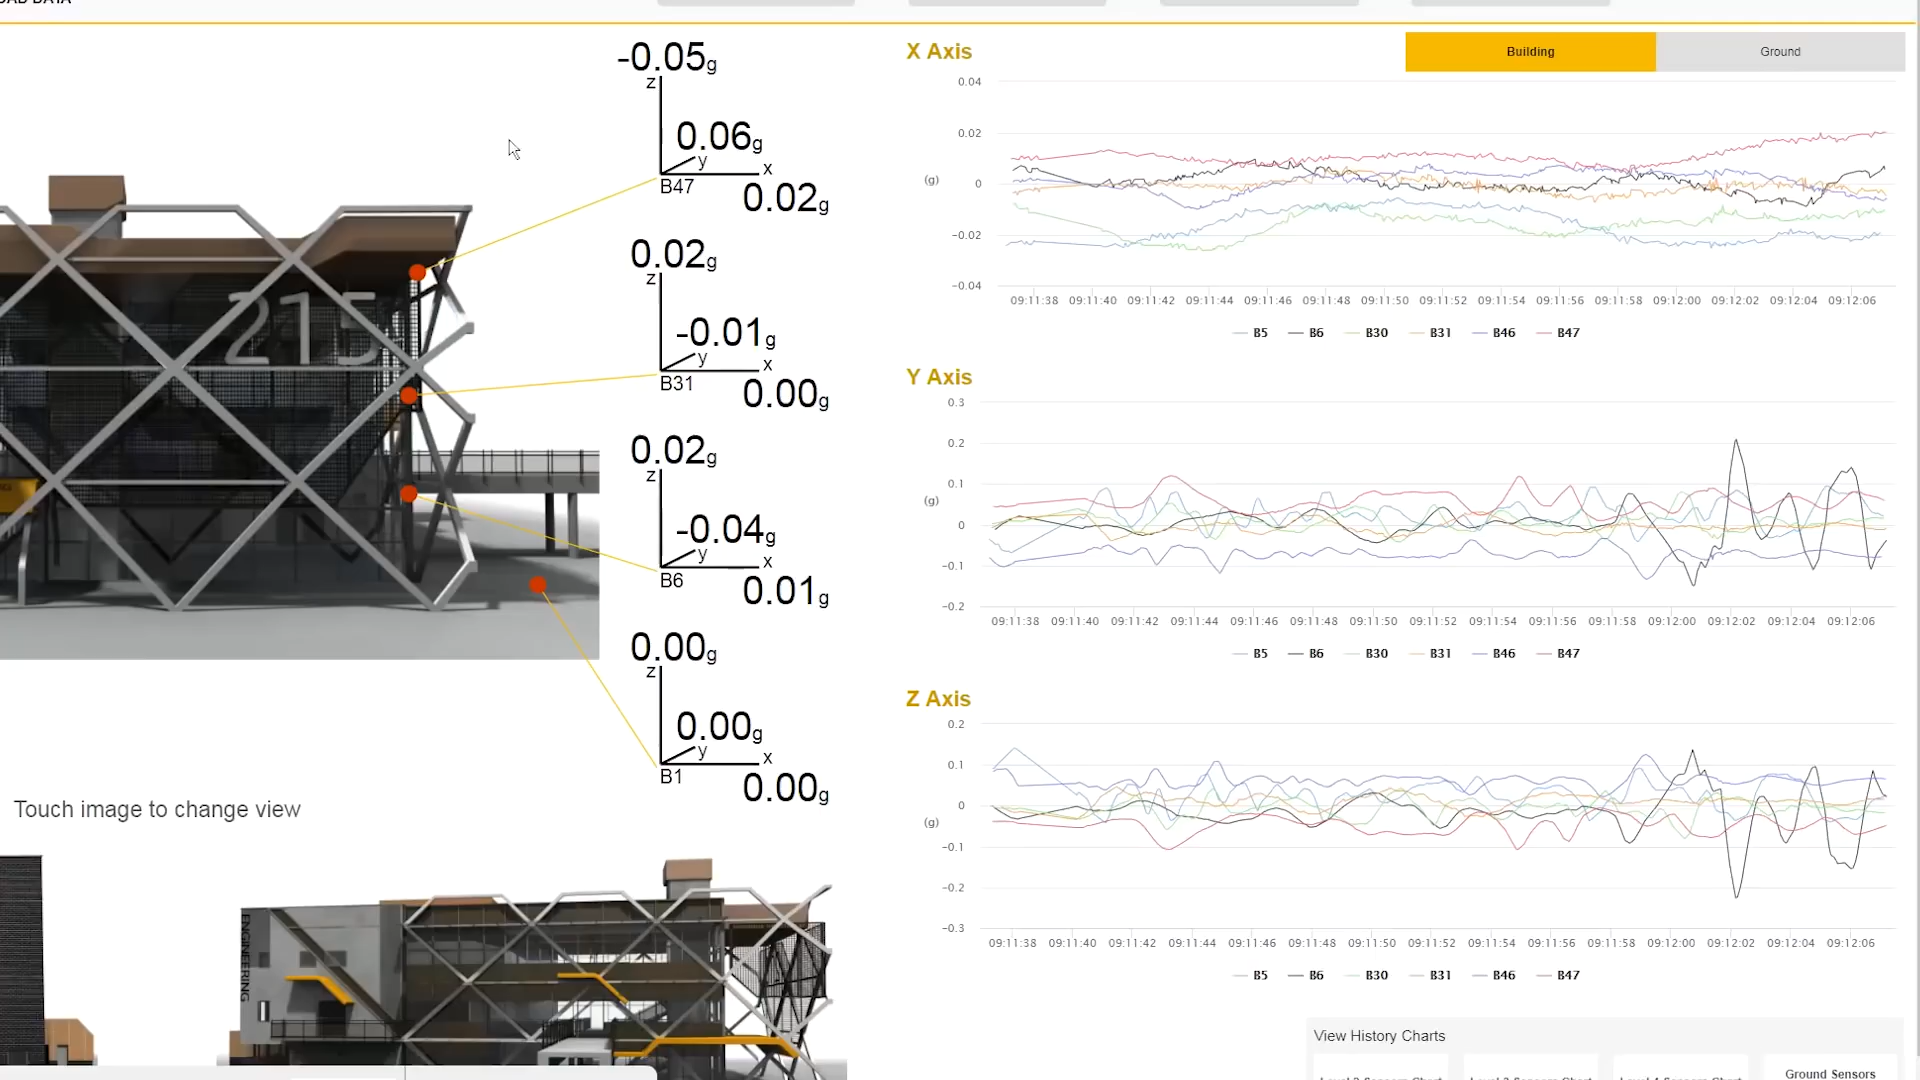 -0.05g
z
0.06g
y
x
B47
0.02g
0.02g
z
-0.01g
y
x
B31
0.00g
0.02g
z
-0.04g
y
x
B6
0.01g
0.00g
z
0.00g
y
x
B1
0.00g
215
Touch image to change view
ENGINEERING
Building
Ground
X Axis
0.04
0.02
(g)
0
-0.02
-0.04
09:11:38 09:11:40 09:11:42 09:11:44 09:11:46 09:11:48 09:11:50 09:11:52 09:11:54 09:11:56 09:11:58 09:12:00 09:12:02 09:12:04 09:12:06
B5 B6 B30 B31 B46 B47
Y Axis
0.3
0.2
0.1
(g)
0
-0.1
-0.2
09:11:38 09:11:40 09:11:42 09:11:44 09:11:46 09:11:48 09:11:50 09:11:52 09:11:54 09:11:56 09:11:58 09:12:00 09:12:02 09:12:04 09:12:06
B5 B6 B30 B31 B46 B47
Z Axis
0.2
0.1
0
(g)
-0.1
-0.2
-0.3
09:11:38 09:11:40 09:11:42 09:11:44 09:11:46 09:11:48 09:11:50 09:11:52 09:11:54 09:11:56 09:11:58 09:12:00 09:12:02 09:12:04 09:12:06
B5 B6 B30 B31 B46 B47
View History Charts
Ground Sensors